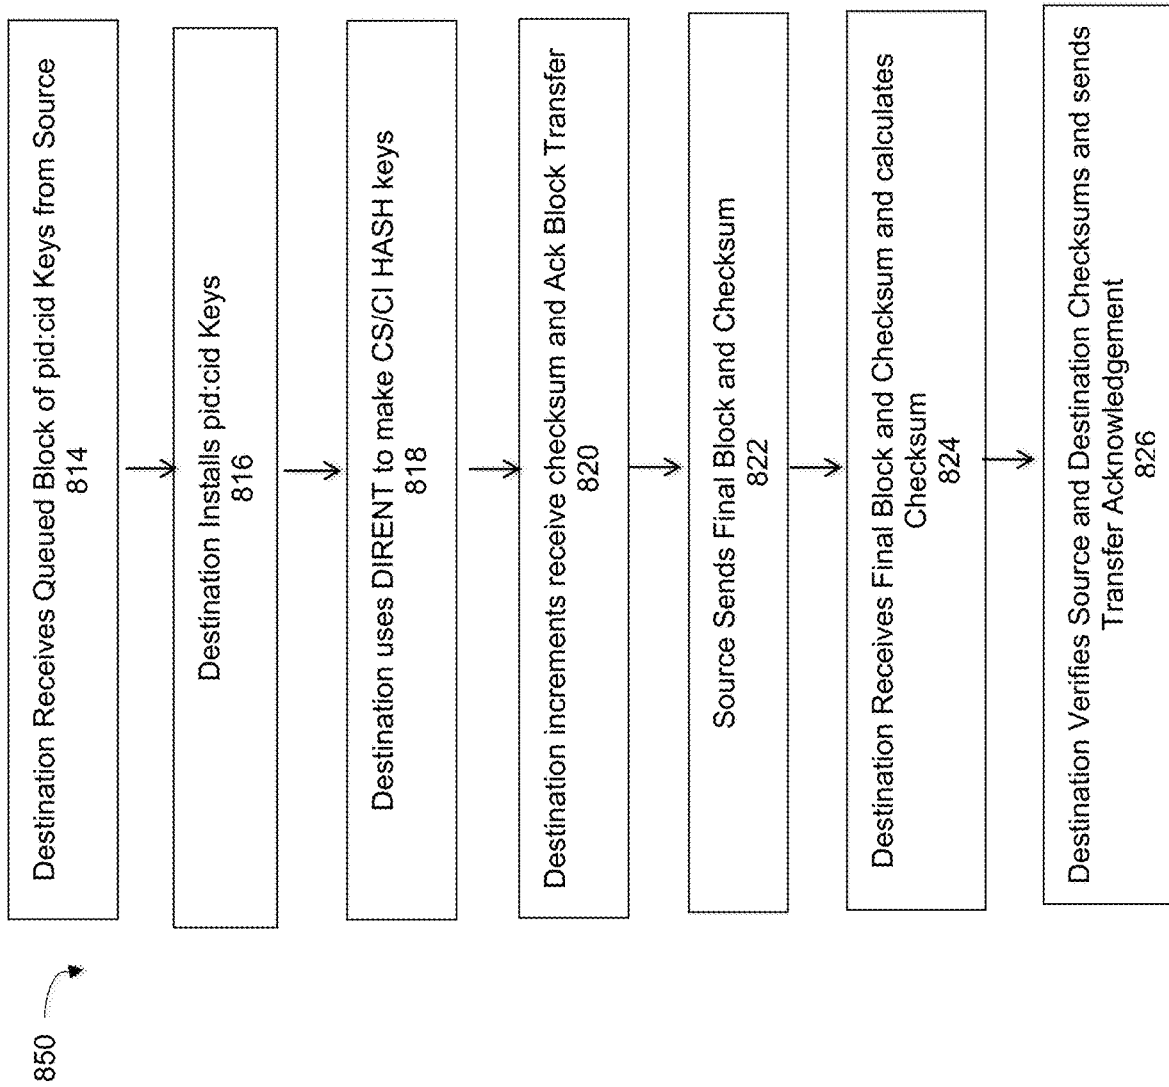 850
Destination Receives Queued Block of pid:cid Keys from Source
814
Destination Installs pid:cid Keys
816
Destination uses DIRENT to make CS/CI HASH keys
818
Destination increments receive checksum and Ack Block Transfer
820
Source Sends Final Block and Checksum
822
Destination Receives Final Block and Checksum and calculates
Checksum
824
Destination Verifies Source and Destination Checksums and sends
Transfer Acknowledgement
826